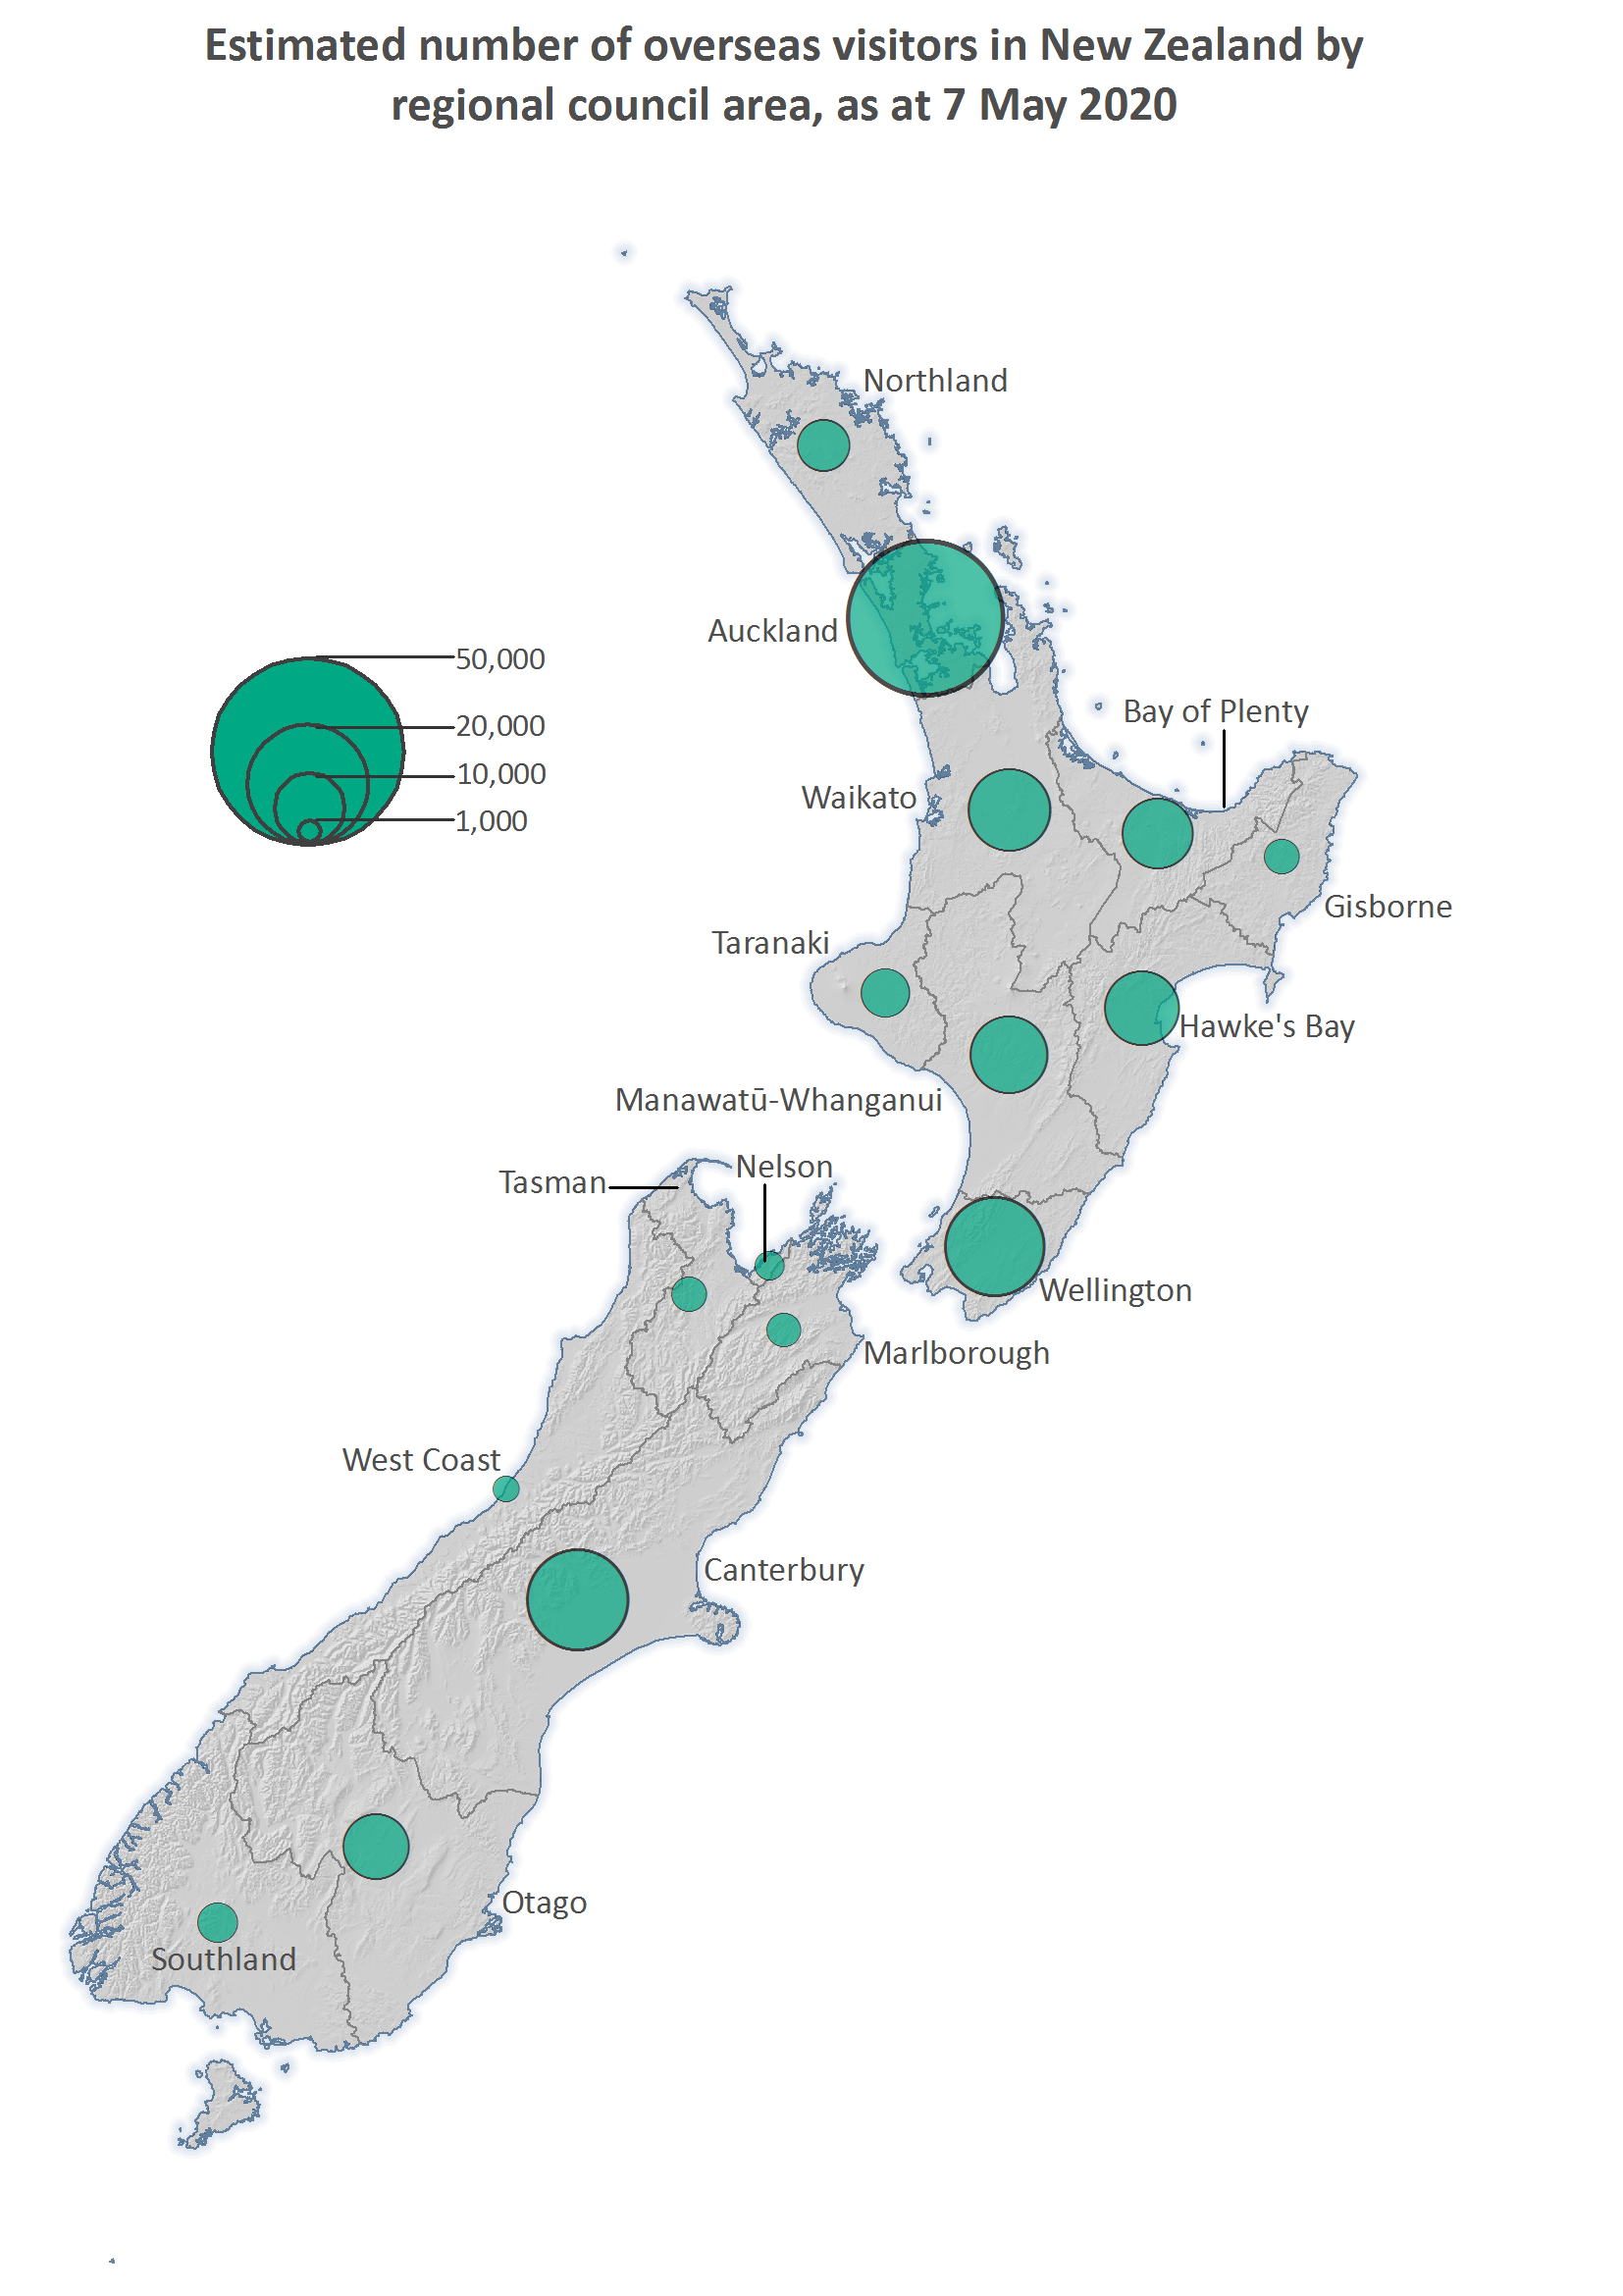 Estimated number of overseas visitors in New Zealand by
regional council area, as at 7 May 2020
Northland
Auckland
50,000
20,000
10,000
1,000
Bay of Plenty
Waikato
Gisborne
Taranaki
Hawke's Bay
Manawatū-Whanganui
Nelson
Tasman
Wellington
Marlborough
West Coast
Canterbury
Otago
Southland